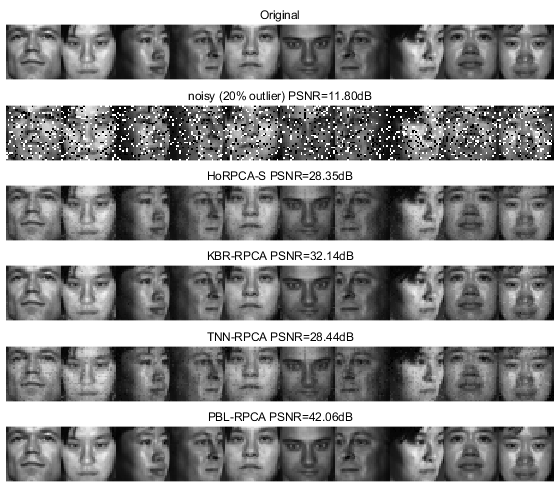 Original
noisy (20% outlier) PSNR=11.80dB
HoRPCA-S PSNR=28.35dB
KBR-RPCA PSNR=32.14dB
TNN-RPCA PSNR=28.44dB
PBL-RPCA PSNR=42.06dB